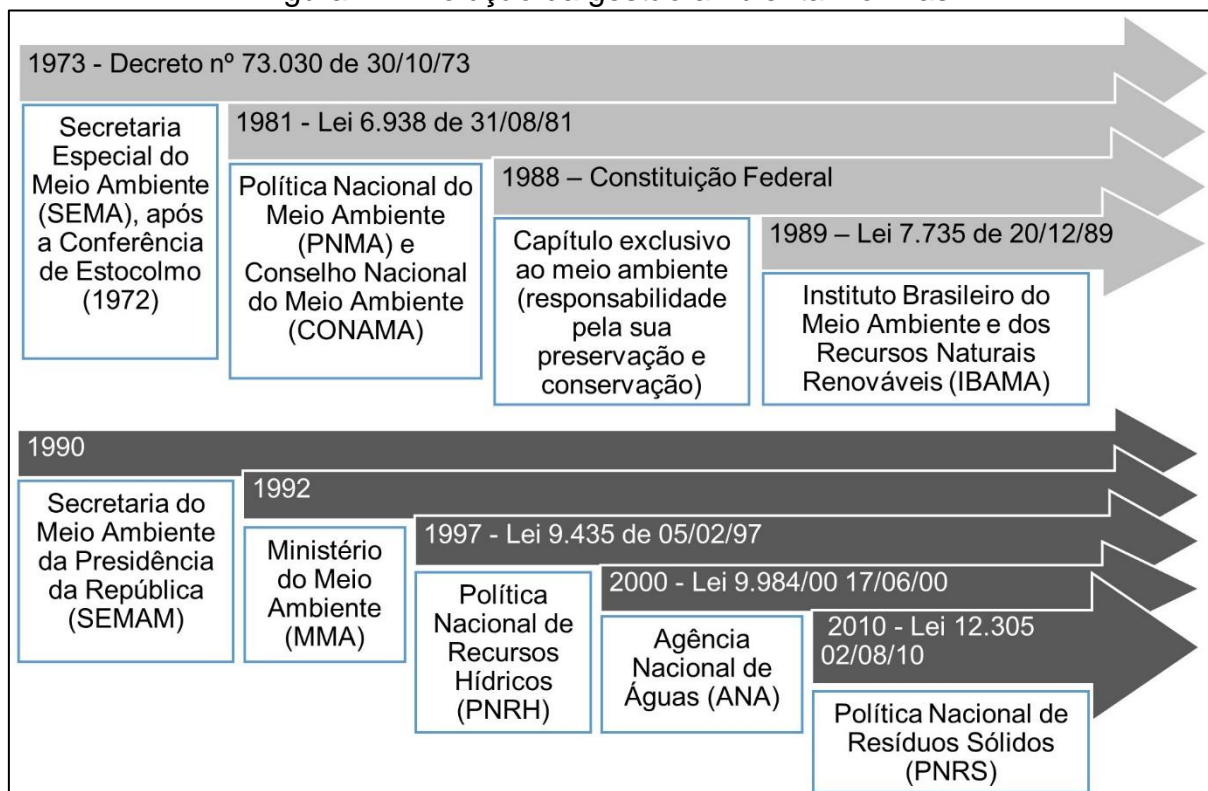 1973 - Decreto nº 73.030 de 30/10/73
Secretaria
Especial do
Meio Ambiente
(SEMA), após
a Conferência
de Estocolmo
(1972)
1981 - Lei 6.938 de 31/08/81
Política Nacional do
Meio Ambiente
(PNMA) e
Conselho Nacional
do Meio Ambiente
(CONAMA)
1988 – Constituição Federal
Capítulo exclusivo
ao meio ambiente
(responsabilidade
pela sua
preservação e
conservação)
1989 – Lei 7.735 de 20/12/89
Instituto Brasileiro do
Meio Ambiente e dos
Recursos Naturais
Renováveis (IBAMA)
1990
Secretaria do
Meio Ambiente
da Presidência
da República
(SEMAM)
1992
Ministério
do Meio
Ambiente
(MMA)
1997 - Lei 9.435 de 05/02/97
Política
Nacional de
Recursos
Hídricos
(PNRH)
2000 - Lei 9.984/00 17/06/00
Agência
Nacional de
Águas (ANA)
2010 - Lei 12.305
02/08/10
Política Nacional de
Resíduos Sólidos
(PNRS)